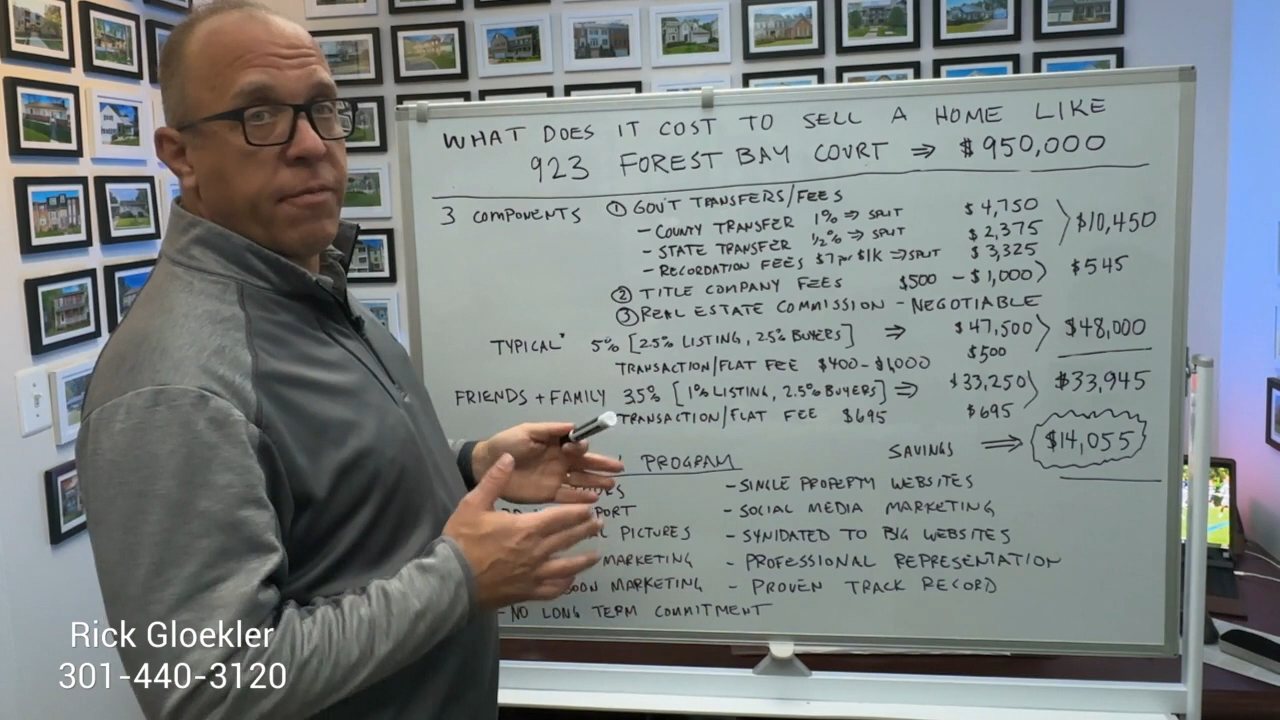 WHAT DOES IT COST TO SELL A HOME LIKE
923 FOREST BAY COURT ⇒ $950,000
3 COMPONENTS ① GOV'T TRANSFERS/FEES
- COUNTY TRANSFER 1% ⇒ SPLIT $4,750
- STATE TRANSFER 1/2% ⇒ SPLIT $2,375 $10,450
- RECORDATION FEES $7 per $1K ⇒ SPLIT $3,325
② TITLE COMPANY FEES $500 - $1,000 $545
③ REAL ESTATE COMMISSION - NEGOTIABLE
TYPICAL* 5% [2.5% LISTING, 2.5% BUYERS] ⇒ $47,500 $48,000
TRANSACTION/FLAT FEE $400 - $1,000 $500
FRIENDS + FAMILY 3.5% [1% LISTING, 2.5% BUYERS] ⇒ $33,250 $33,945
TRANSACTION/FLAT FEE $695 $695
SAVINGS ⇒ $14,055
PROGRAM
- SINGLE PROPERTY WEBSITES
PORT - SOCIAL MEDIA MARKETING
PICTURES - SYNIDATED TO BIG WEBSITES
MARKETING - PROFESSIONAL REPRESENTATION
SOON MARKETING - PROVEN TRACK RECORD
- NO LONG TERM COMMITMENT
Rick Gloekler
301-440-3120